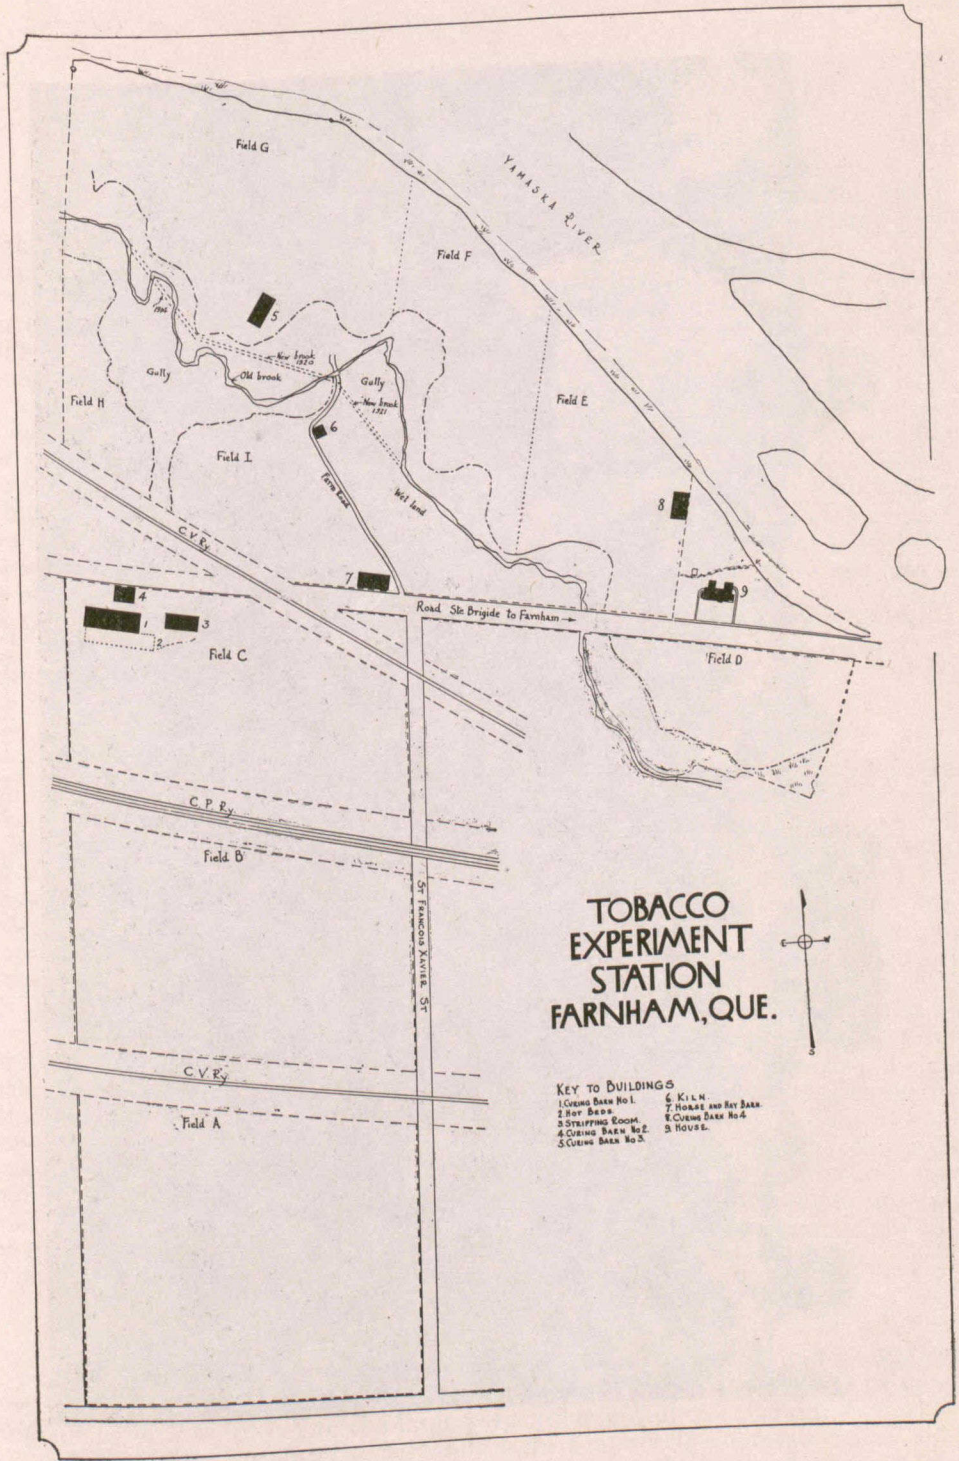 Field G
YAMASKA RIVER
Field F
5
New brook
1920
Old brook
Gully
Gully
New brook
1921
Field H
Field E
6
Field I
Farm Road
Wet land
8
C.V.Ry
7
9
4
1
3
2
Road Ste. Brigide to Farnham
Field C
Field D
C.P.Ry
Field B
ST FRANCOIS XAVIER ST
TOBACCO
EXPERIMENT
STATION
FARNHAM, QUE.
S
C.V.Ry
Field A
KEY TO BUILDINGS
1. CURING BARN No 1.
2. HOT BEDS
3. STRIPPING ROOM.
4. CURING BARN No 2.
5. CURING BARN No 3.
6. KILN.
7. HORSE AND HAY BARN.
8. CURING BARN No 4
9. HOUSE.